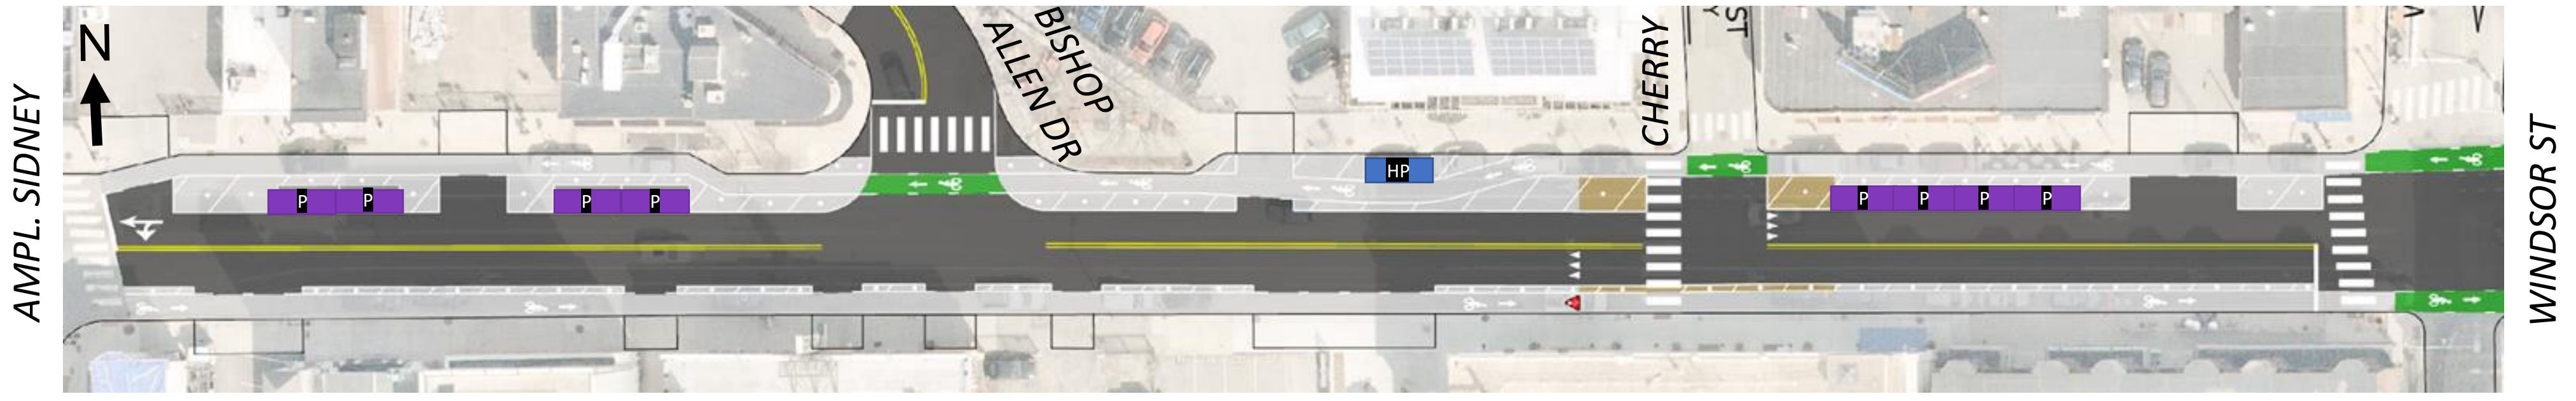 N
AMPL. SIDNEY
BISHOP
ALLEN DR
CHERRY
ST
WINDSOR ST
P
P
P
P
HP
P
P
P
P